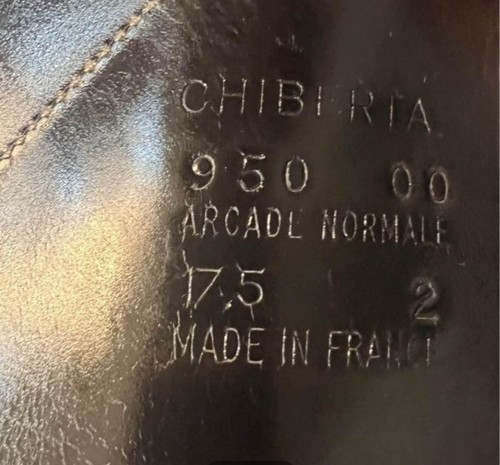 CHIBERTA
950 00
ARCADE NORMALE
17.5 2
MADE IN FRANCE